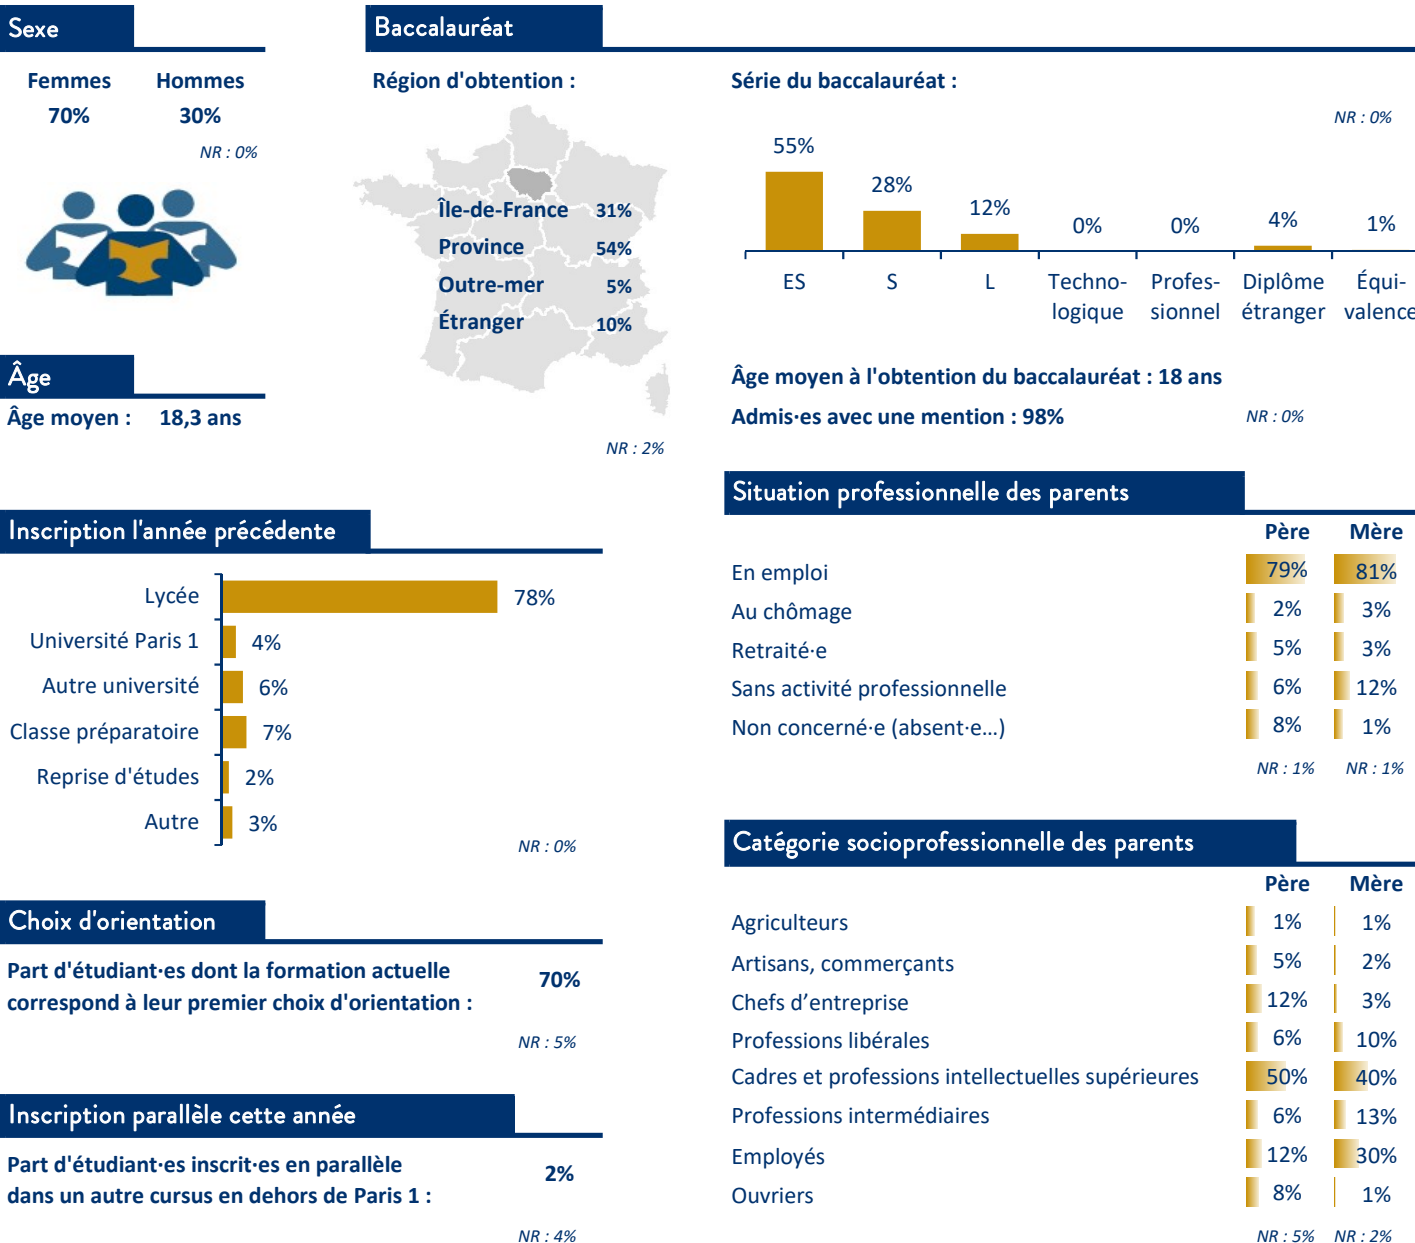 Sexe
Femmes Hommes
70% 30%
NR : 0%
Âge
Âge moyen : 18,3 ans
Baccalauréat
Région d'obtention :
Île-de-France 31%
Province 54%
Outre-mer 5%
Étranger 10%
NR : 2%
Série du baccalauréat :
NR : 0%
55% 28% 12% 0% 0% 4% 1%
ES S L Techno- Profes- Diplôme Équi-
logique sionnel étranger valence
Âge moyen à l'obtention du baccalauréat : 18 ans
Admis·es avec une mention : 98% NR : 0%
Inscription l'année précédente
Lycée 78%
Université Paris 1 4%
Autre université 6%
Classe préparatoire 7%
Reprise d'études 2%
Autre 3%
NR : 0%
Choix d'orientation
Part d'étudiant·es dont la formation actuelle
correspond à leur premier choix d'orientation :
70%
NR : 5%
Inscription parallèle cette année
Part d'étudiant·es inscrit·es en parallèle
dans un autre cursus en dehors de Paris 1 :
2%
NR : 4%
Situation professionnelle des parents
Père Mère
En emploi 79% 81%
Au chômage 2% 3%
Retraité·e 5% 3%
Sans activité professionnelle 6% 12%
Non concerné·e (absent·e...) 8% 1%
NR : 1% NR : 1%
Catégorie socioprofessionnelle des parents
Père Mère
Agriculteurs 1% 1%
Artisans, commerçants 5% 2%
Chefs d’entreprise 12% 3%
Professions libérales 6% 10%
Cadres et professions intellectuelles supérieures 50% 40%
Professions intermédiaires 6% 13%
Employés 12% 30%
Ouvriers 8% 1%
NR : 5% NR : 2%